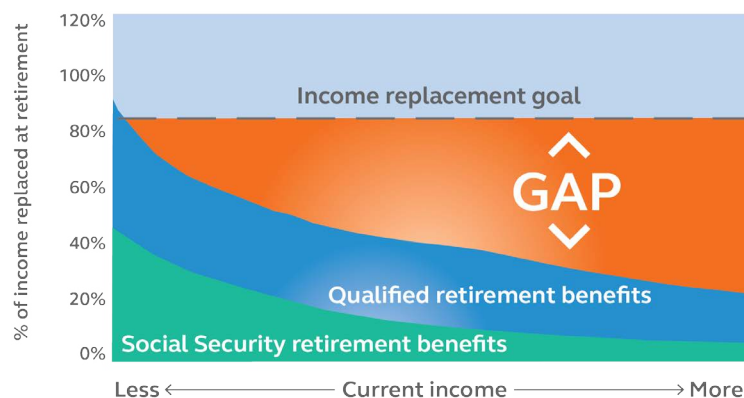 % of income replaced at retirement
120%
100%
80%
60%
40%
20%
0%
Income replacement goal
GAP
Qualified retirement benefits
Social Security retirement benefits
Less Current income More